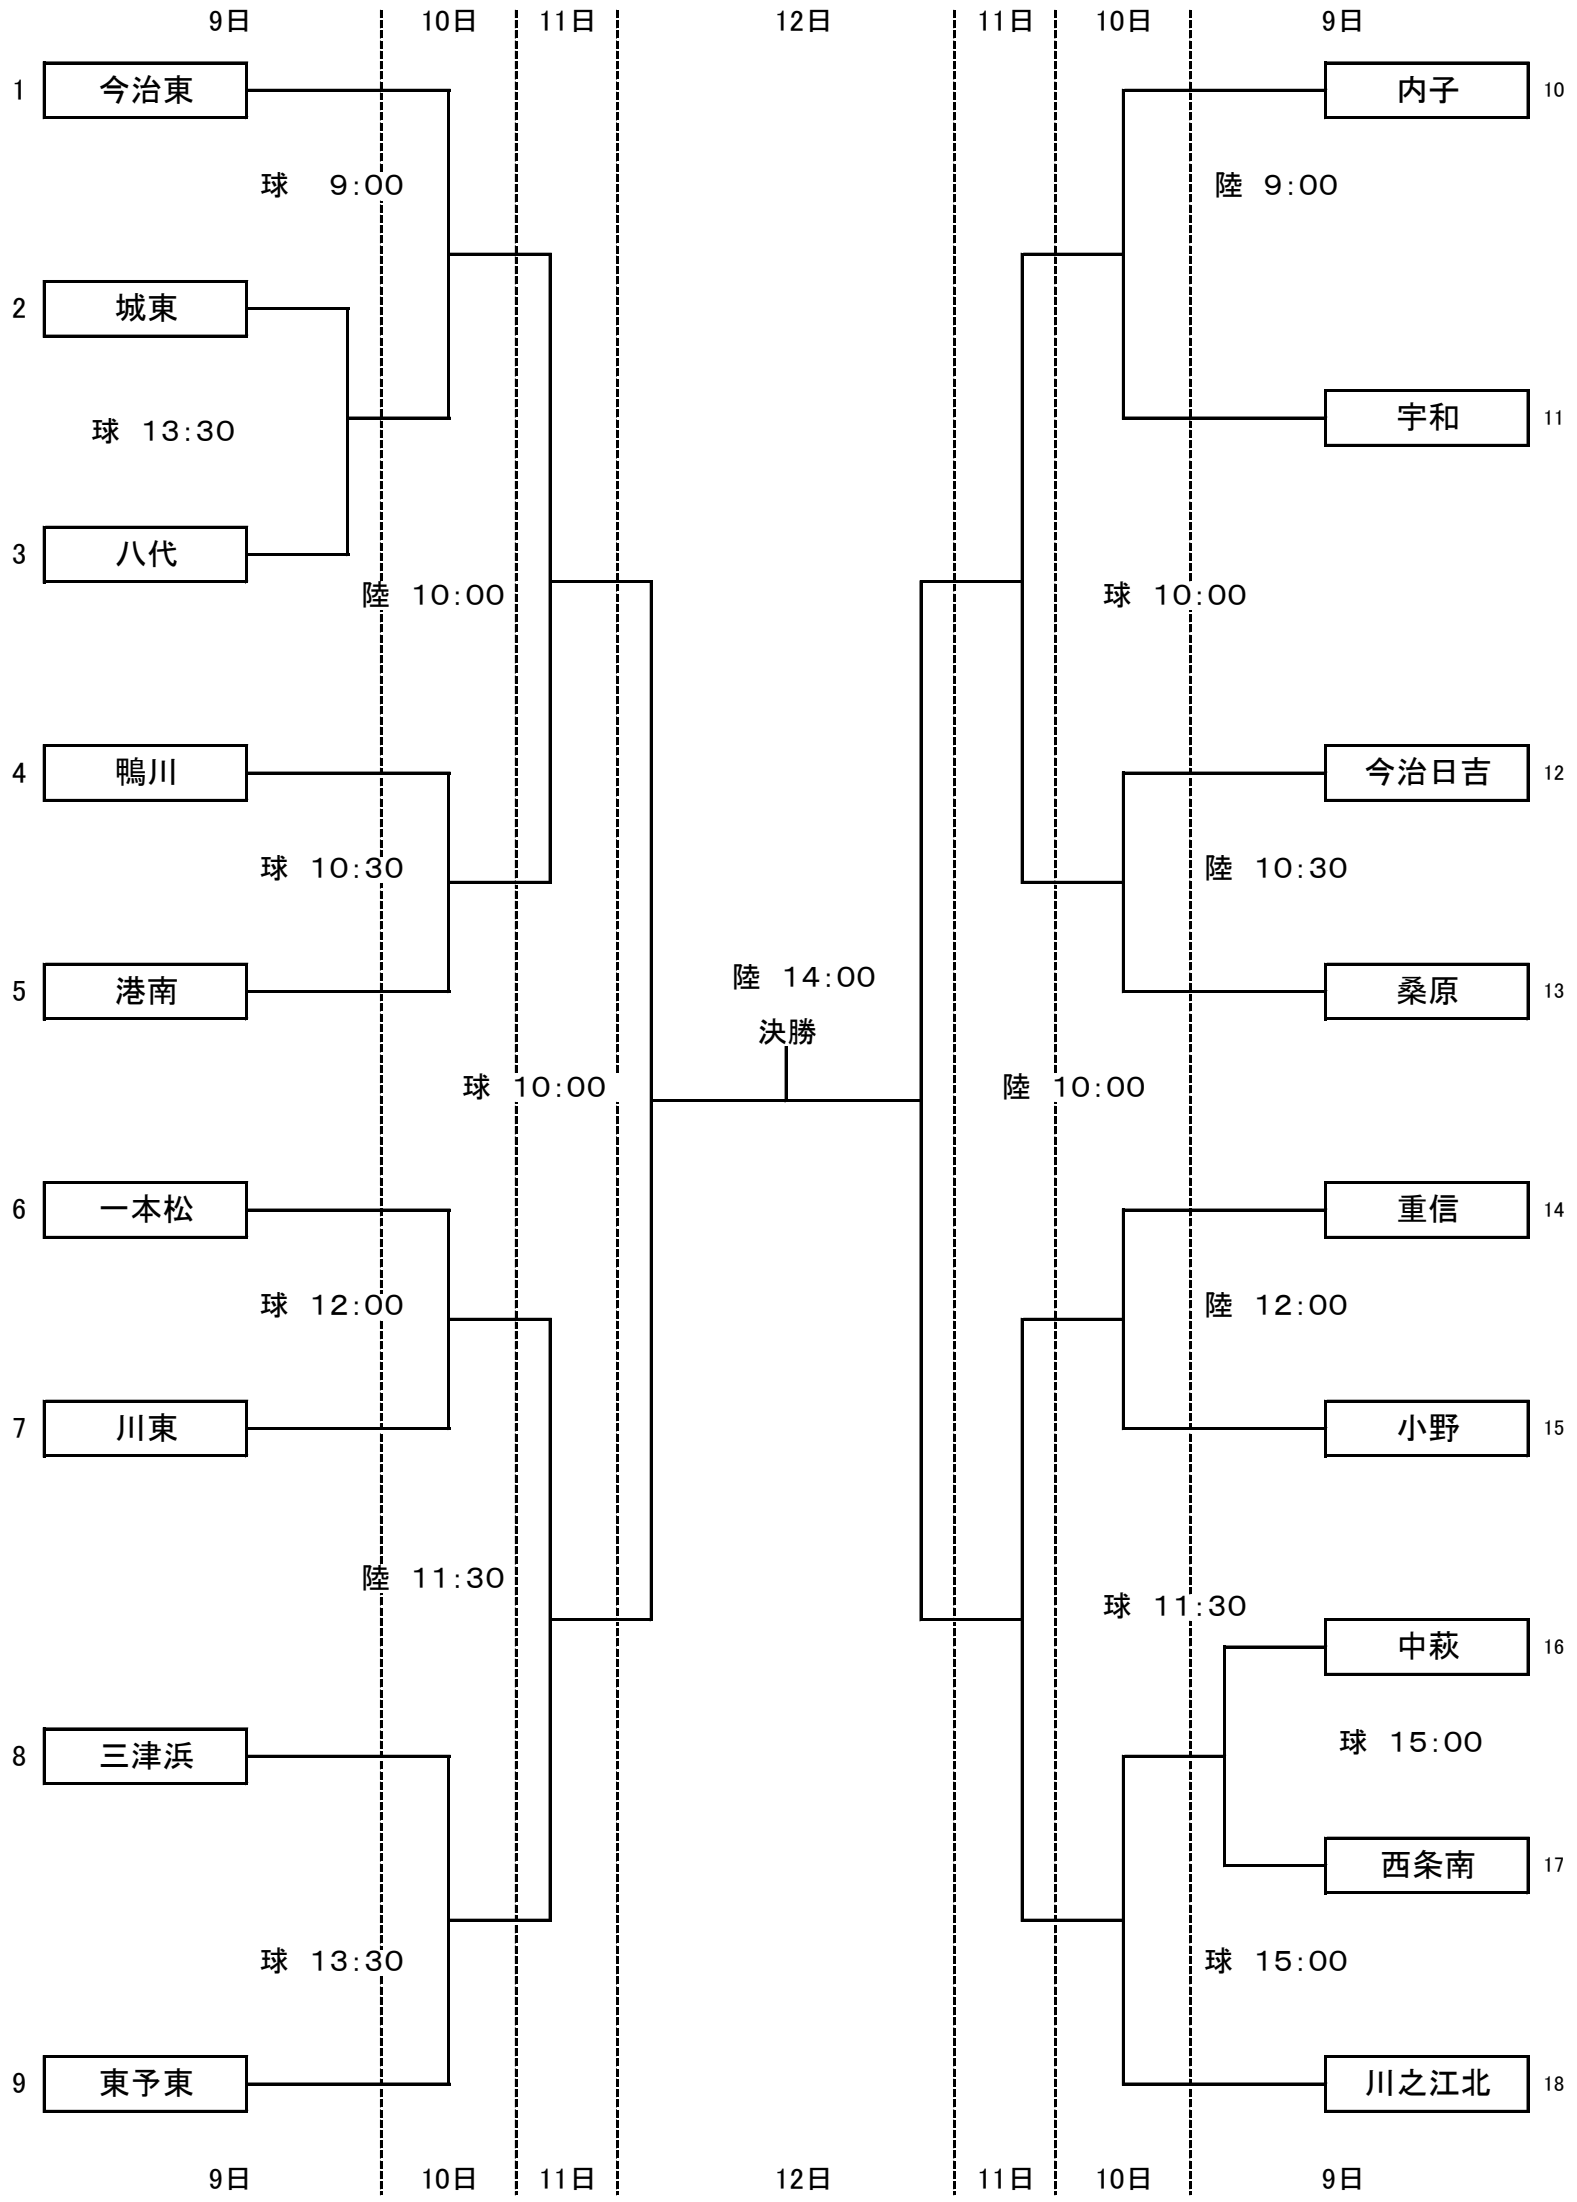 9日 10日 11日 12日 11日 10日 9日
1 今治東 内子 10
球 9:00 陸 9:00
2 城東
宇和 11
球 13:30
3 八代
陸 10:00 球 10:00
4 鴨川 今治日吉 12
球 10:30 陸 10:30
陸 14:00
5 港南 桑原 13
決勝
球 10:00 陸 10:00
6 一本松 重信 14
球 12:00 陸 12:00
7 川東 小野 15
陸 11:30
球 11:30
中萩 16
球 15:00
8 三津浜
西条南 17
球 13:30 球 15:00
9 東予東 川之江北 18
9日 10日 11日 12日 11日 10日 9日